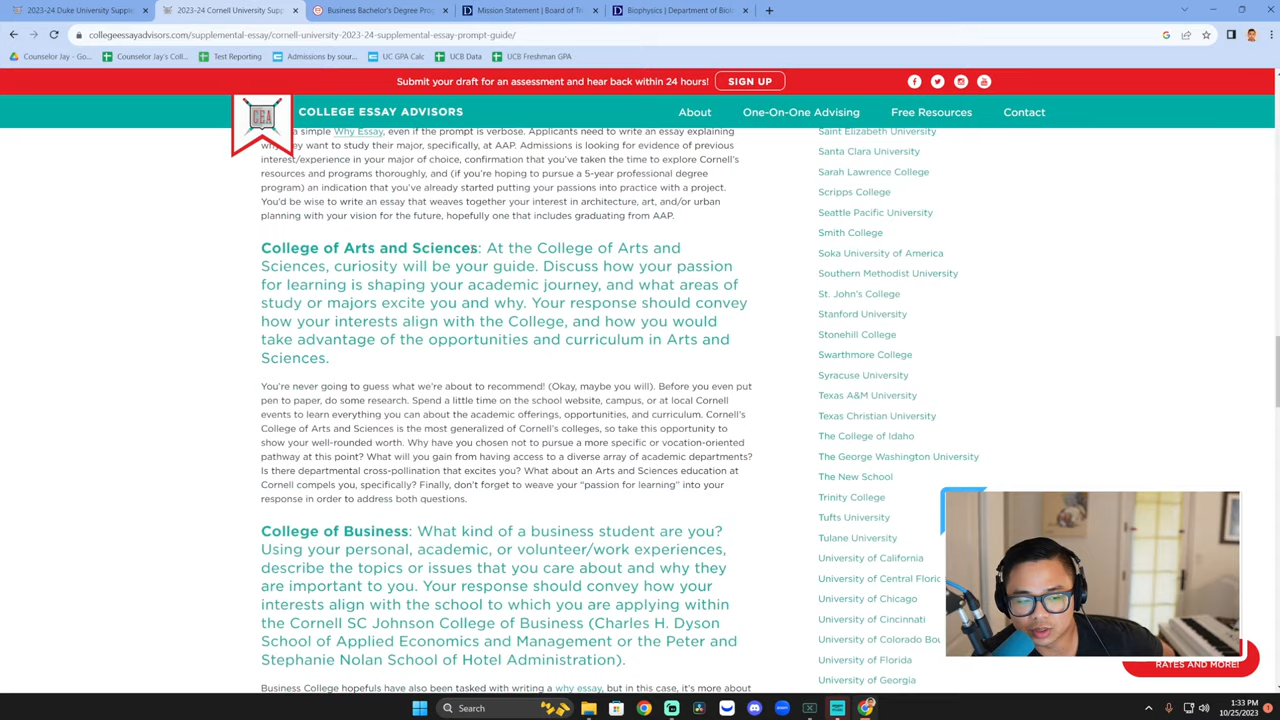 2023-24 Duke University Supplem
2023-24 Cornell University Supp
Business Bachelor's Degree Prog
Mission Statement | Board of Tr
Biophysics | Department of Bio
collegeessayadvisors.com/supplemental-essay/cornell-university-2023-24-supplemental-essay-prompt-guide/
Counselor Jay - Go...
Counselor Jay's Coll...
Test Reporting
Admissions by sour...
UC GPA Calc
UCB Data
UCB Freshman GPA
Submit your draft for an assessment and hear back within 24 hours!
SIGN UP
CEA
COLLEGE ESSAY ADVISORS
About
One-On-One Advising
Free Resources
Contact
a simple Why Essay, even if the prompt is verbose. Applicants need to write an essay explaining
why they want to study their major, specifically, at AAP. Admissions is looking for evidence of previous
interest/experience in your major of choice, confirmation that you've taken the time to explore Cornell's
resources and programs thoroughly, and (if you're hoping to pursue a 5-year professional degree
program) an indication that you've already started putting your passions into practice with a project.
You'd be wise to write an essay that weaves together your interest in architecture, art, and/or urban
planning with your vision for the future, hopefully one that includes graduating from AAP.
College of Arts and Sciences: At the College of Arts and
Sciences, curiosity will be your guide. Discuss how your passion
for learning is shaping your academic journey, and what areas of
study or majors excite you and why. Your response should convey
how your interests align with the College, and how you would
take advantage of the opportunities and curriculum in Arts and
Sciences.
You're never going to guess what we're about to recommend! (Okay, maybe you will). Before you even put
pen to paper, do some research. Spend a little time on the school website, campus, or at local Cornell
events to learn everything you can about the academic offerings, opportunities, and curriculum. Cornell's
College of Arts and Sciences is the most generalized of Cornell's colleges, so take this opportunity to
show your well-rounded worth. Why have you chosen not to pursue a more specific or vocation-oriented
pathway at this point? What will you gain from having access to a diverse array of academic departments?
Is there departmental cross-pollination that excites you? What about an Arts and Sciences education at
Cornell compels you, specifically? Finally, don't forget to weave your "passion for learning" into your
response in order to address both questions.
College of Business: What kind of a business student are you?
Using your personal, academic, or volunteer/work experiences,
describe the topics or issues that you care about and why they
are important to you. Your response should convey how your
interests align with the school to which you are applying within
the Cornell SC Johnson College of Business (Charles H. Dyson
School of Applied Economics and Management or the Peter and
Stephanie Nolan School of Hotel Administration).
Business College hopefuls have also been tasked with writing a why essay, but in this case, it's more about
Saint Elizabeth University
Santa Clara University
Sarah Lawrence College
Scripps College
Seattle Pacific University
Smith College
Soka University of America
Southern Methodist University
St. John's College
Stanford University
Stonehill College
Swarthmore College
Syracuse University
Texas A&M University
Texas Christian University
The College of Idaho
The George Washington University
The New School
Trinity College
Tufts University
Tulane University
University of California
University of Central Floric
University of Chicago
University of Cincinnati
University of Colorado Bou
University of Florida
University of Georgia
RATES AND MORE!
Search
1:33 PM
10/25/2023